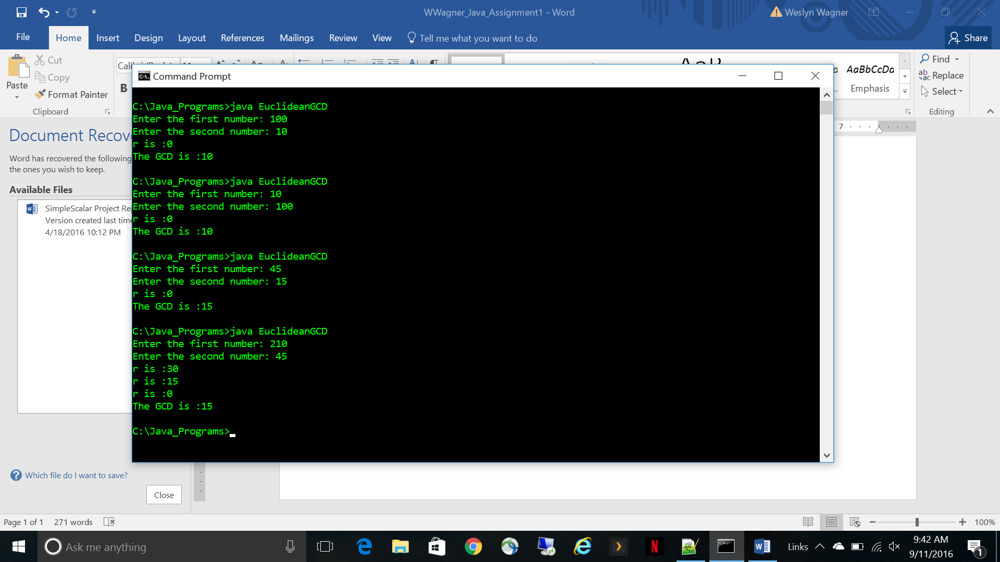 WWagner_Java_Assignment1 - Word
Weslyn Wagner
File Home Insert Design Layout References Mailings Review View Tell me what you want to do Share
Paste
Cut
Copy
Format Painter
Clipboard
B
AaBbCcDd
Emphasis
Find
Replace
Select
Editing
7
Command Prompt
C:\Java_Programs>java EuclideanGCD
Enter the first number: 100
Enter the second number: 10
r is :0
The GCD is :10
C:\Java_Programs>java EuclideanGCD
Enter the first number: 10
Enter the second number: 100
r is :0
The GCD is :10
C:\Java_Programs>java EuclideanGCD
Enter the first number: 45
Enter the second number: 15
r is :0
The GCD is :15
C:\Java_Programs>java EuclideanGCD
Enter the first number: 210
Enter the second number: 45
r is :30
r is :15
r is :0
The GCD is :15
C:\Java_Programs>
Document
Word has recovered the following
the ones you wish to keep.
Available Files
SimpleScalar Project
Version created last
4/18/2016 10:12 PM
Which file do I want to save?
Close
Page 1 of 1 271 words
100%
Ask me anything
Links
9:42 AM
9/11/2016
1